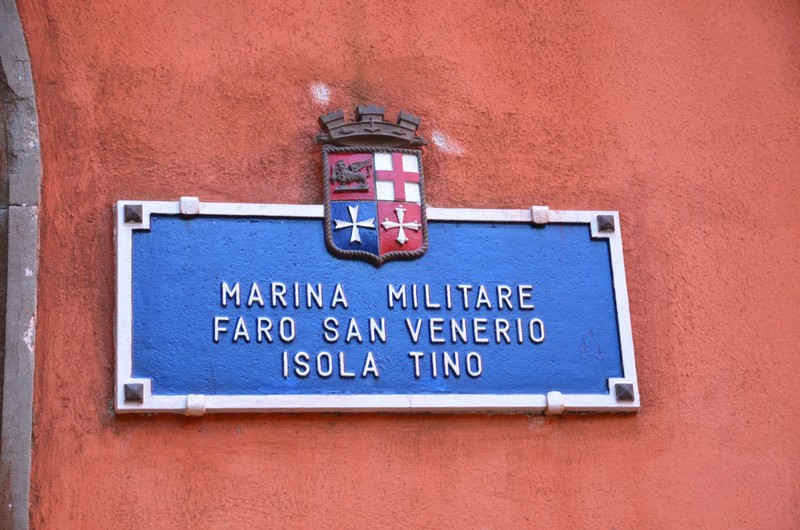 MARINA MILITARE
FARO SAN VENERIO
ISOLA TINO